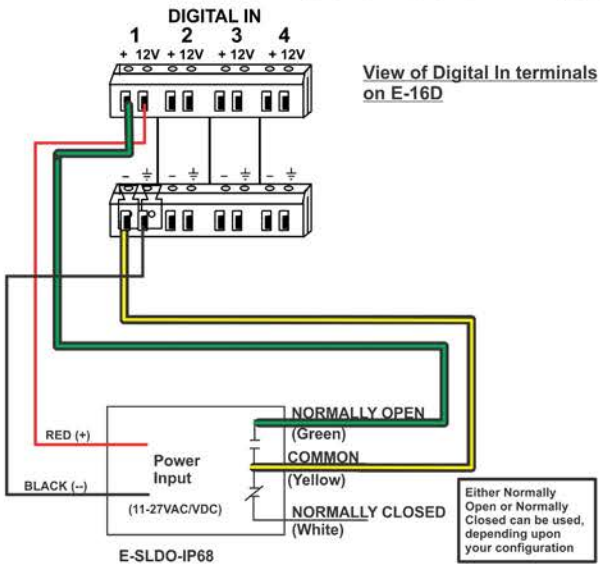 DIGITAL IN
1 2 3 4
+ 12V + 12V + 12V + 12V
View of Digital In terminals
on E-16D
− ⏚ − ⏚ − ⏚ − ⏚
NORMALLY OPEN
(Green)
RED (+)
COMMON
Power
Input
(Yellow)
BLACK (--)
(11-27VAC/VDC)
NORMALLY CLOSED
(White)
Either Normally
Open or Normally
Closed can be used,
depending upon
your configuration
E-SLDO-IP68